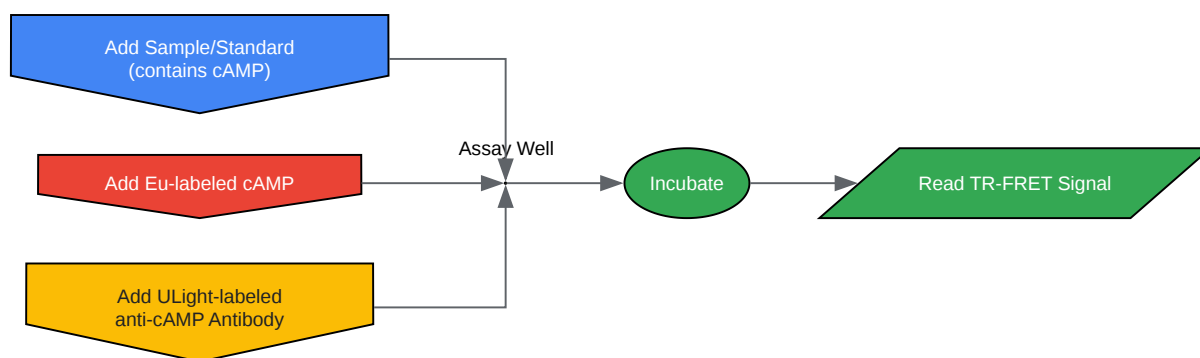 Add Sample/Standard
(contains cAMP)
Assay Well
Add Eu-labeled cAMP
Incubate
Read TR-FRET Signal
Add ULight-labeled
anti-cAMP Antibody